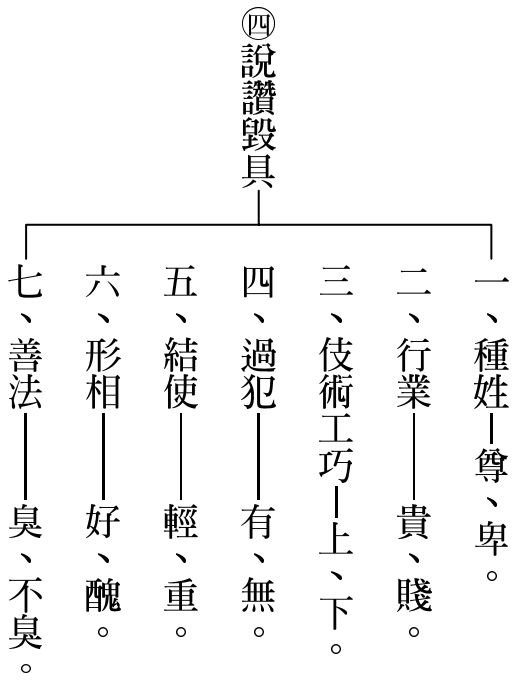 ㊃說讚毀具
一、種姓—尊、卑。
二、行業—貴、賤。
三、伎術工巧—上、下。
四、過犯—有、無。
五、結使—輕、重。
六、形相—好、醜。
七、善法—臭、不臭。